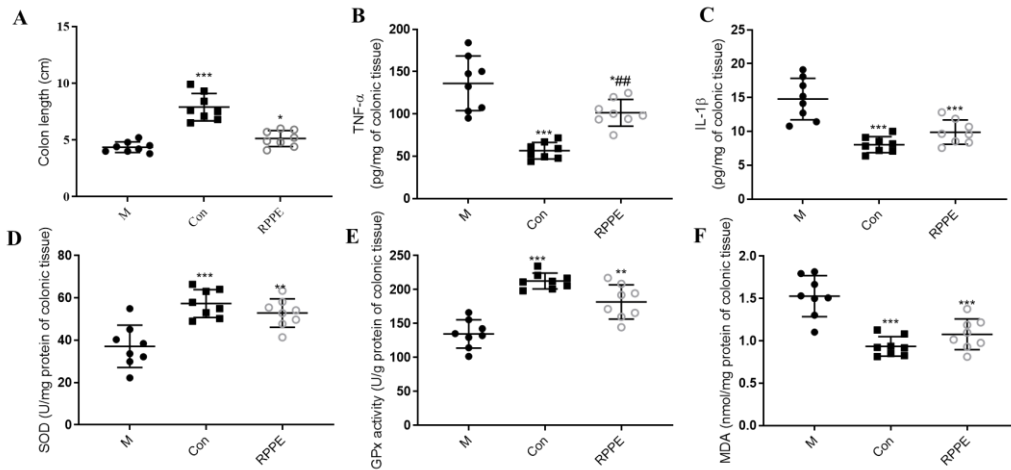 A
Colon length (cm)
15
10
5
0
***
*
M
Con
RPPE
B
TNF-α
(pg/mg of colonic tissue)
200
150
100
50
0
***
*##
M
Con
RPPE
C
IL-1β
(pg/mg of colonic tissue)
25
20
15
10
5
0
***
***
M
Con
RPPE
D
SOD (U/mg protein of colonic tissue)
80
60
40
20
0
***
**
M
Con
RPPE
E
GPx activity (U/g protein of colonic tissue)
250
200
150
100
50
0
***
**
M
Con
RPPE
F
MDA (nmol/mg protein of colonic tissue)
2.0
1.5
1.0
0.5
0.0
***
***
M
Con
RPPE